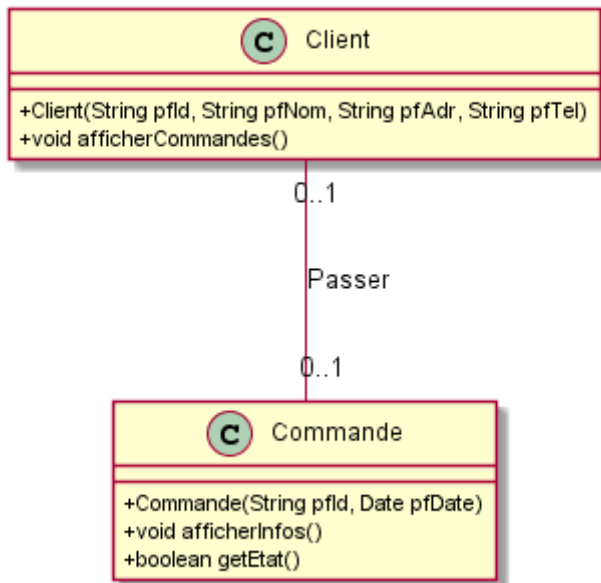 C Client
+Client(String pfId, String pfNom, String pfAdr, String pfTel)
+void afficherCommandes()
0..1
Passer
0..1
C Commande
+Commande(String pfId, Date pfDate)
+void afficherInfos()
+boolean getEtat()